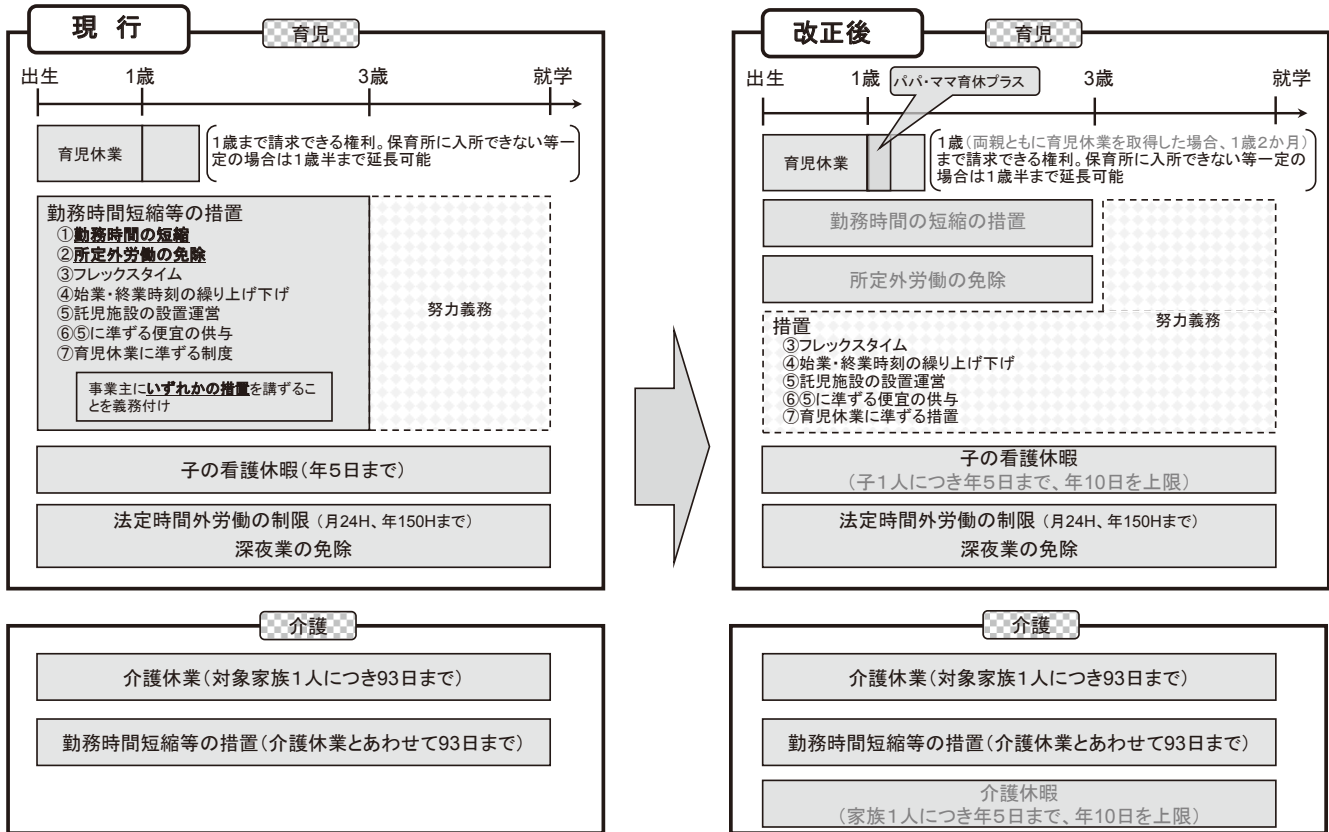 現 行
育児
出生
1歳
3歳
就学
育児休業
1歳まで請求できる権利。保育所に入所できない等一
定の場合は1歳半まで延長可能
勤務時間短縮等の措置
①勤務時間の短縮
②所定外労働の免除
③フレックスタイム
④始業・終業時刻の繰り上げ下げ
⑤託児施設の設置運営
⑥⑤に準ずる便宜の供与
⑦育児休業に準ずる制度
事業主にいずれかの措置を講ずるこ
とを義務付け
努力義務
子の看護休暇(年5日まで)
法定時間外労働の制限 (月24H、年150Hまで)
深夜業の免除
介護
介護休業(対象家族1人につき93日まで)
勤務時間短縮等の措置(介護休業とあわせて93日まで)
改正後
育児
出生
1歳
パパ・ママ育休プラス
3歳
就学
育児休業
1歳(両親ともに育児休業を取得した場合、1歳2か月)
まで請求できる権利。保育所に入所できない等一定の
場合は1歳半まで延長可能
勤務時間の短縮の措置
所定外労働の免除
努力義務
措置
③フレックスタイム
④始業・終業時刻の繰り上げ下げ
⑤託児施設の設置運営
⑥⑤に準ずる便宜の供与
⑦育児休業に準ずる措置
子の看護休暇
(子1人につき年5日まで、年10日を上限)
法定時間外労働の制限 (月24H、年150Hまで)
深夜業の免除
介護
介護休業(対象家族1人につき93日まで)
勤務時間短縮等の措置(介護休業とあわせて93日まで)
介護休暇
(家族1人につき年5日まで、年10日を上限)